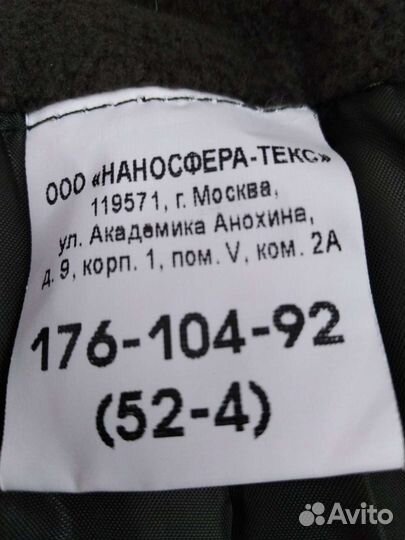 ООО «НАНОСФЕРА-ТЕКС»
119571, г. Москва,
ул. Академика Анохина,
д. 9, корп. 1, пом. V, ком. 2А
176-104-92
(52-4)
Avito